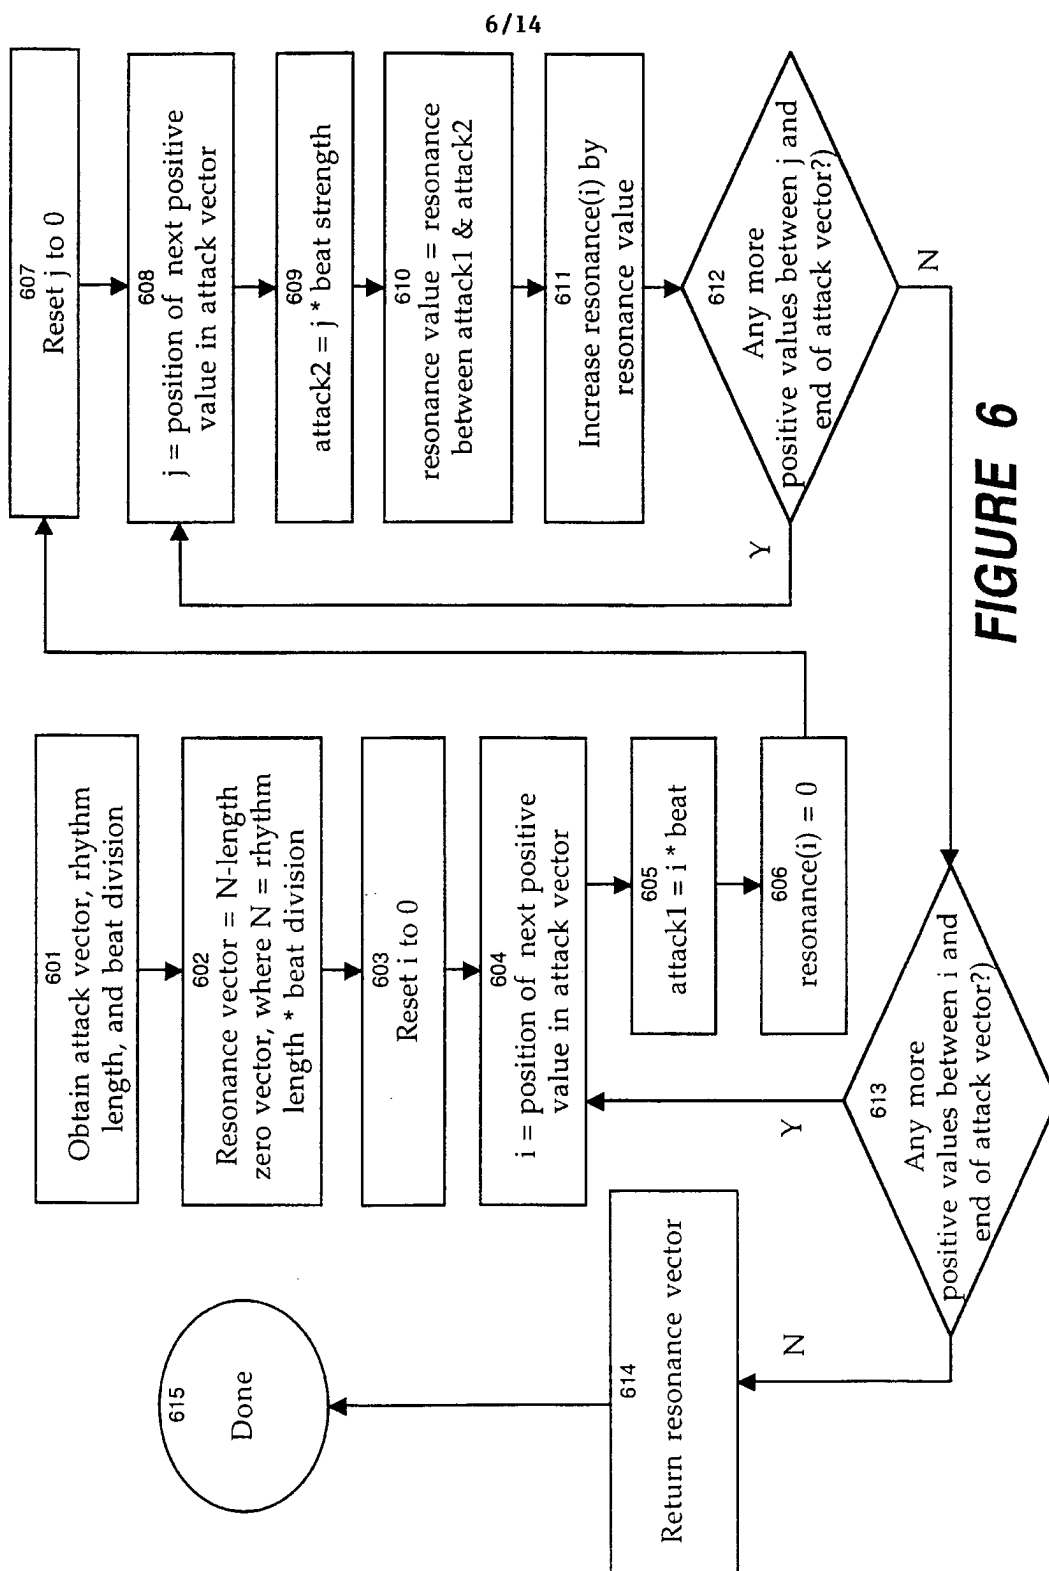 6/14
601
Obtain attack vector, rhythm
length, and beat division
602
Resonance vector = N-length
zero vector, where N = rhythm
length * beat division
603
Reset i to 0
604
i = position of next positive
value in attack vector
605
attack1 = i * beat
606
resonance(i) = 0
607
Reset j to 0
608
j = position of next positive
value in attack vector
609
attack2 = j * beat strength
610
resonance value = resonance
between attack1 & attack2
611
Increase resonance(i) by
resonance value
612
Any more
positive values between j and
end of attack vector?)
Y
N
613
Any more
positive values between i and
end of attack vector?)
Y
N
614
Return resonance vector
615
Done
FIGURE 6